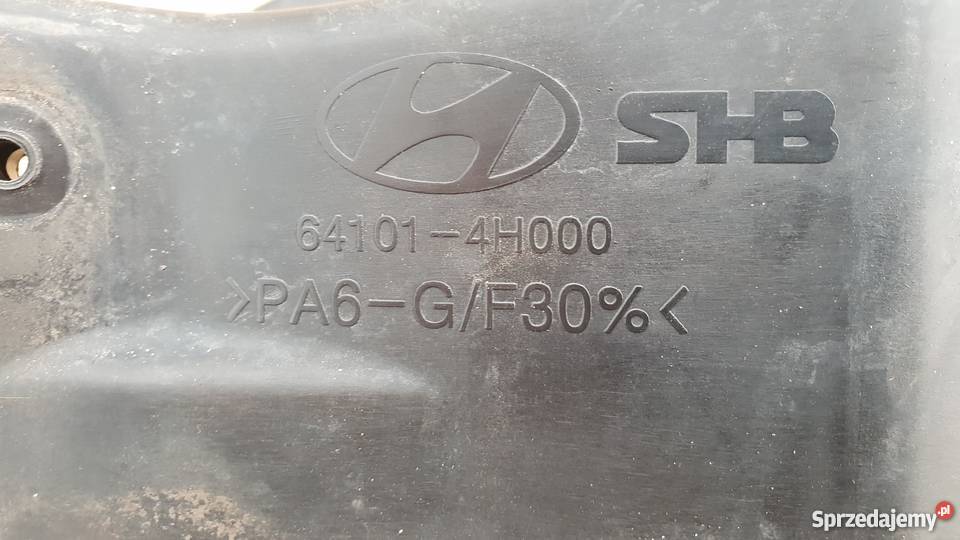 SHB
64101-4H000
>PA6-G/F30%<
Sprzedajemy.pl